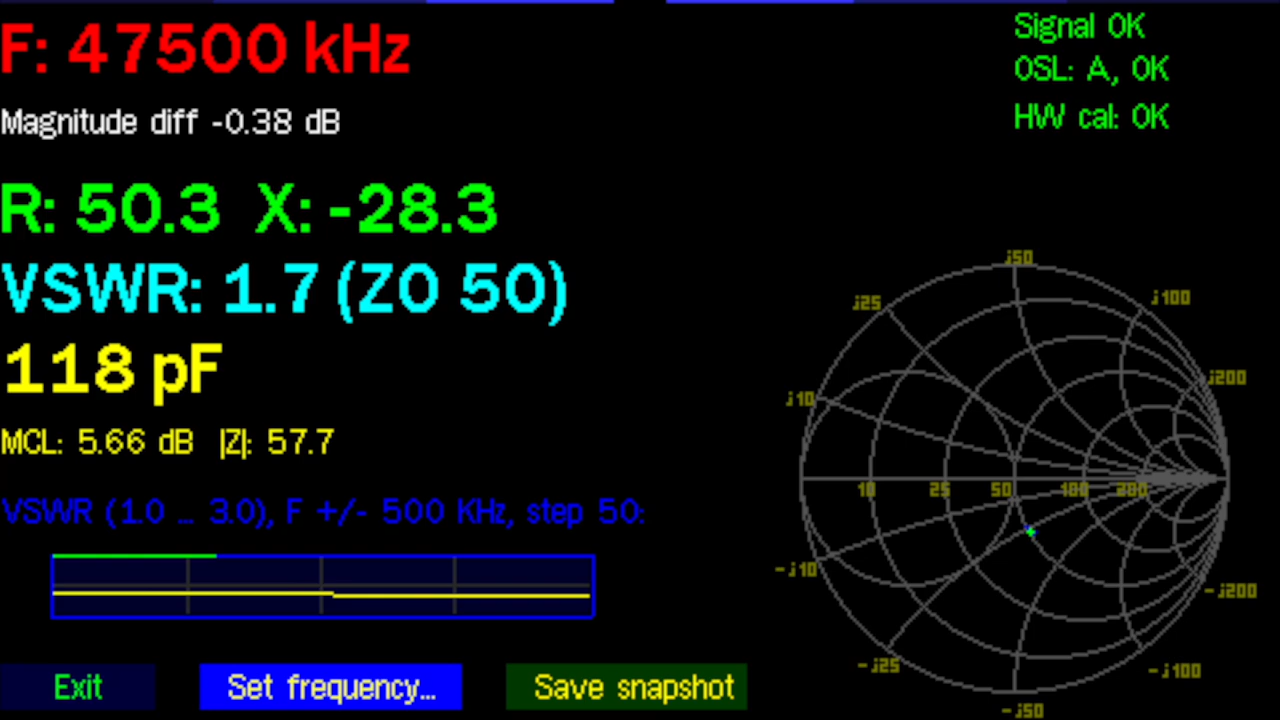 F: 47500 kHz
Signal OK
OSL: A, OK
Magnitude diff -0.38 dB
HW cal: OK
R: 50.3 X: -28.3
VSWR: 1.7 (Z0 50)
118 pF
MCL: 5.66 dB |Z|: 57.7
VSWR (1.0 ... 3.0), F +/- 500 KHz, step 50:
j50
j25
j100
j200
j10
10 25 50 100 200
-j10
-j200
-j25
-j100
-j50
Exit
Set frequency...
Save snapshot